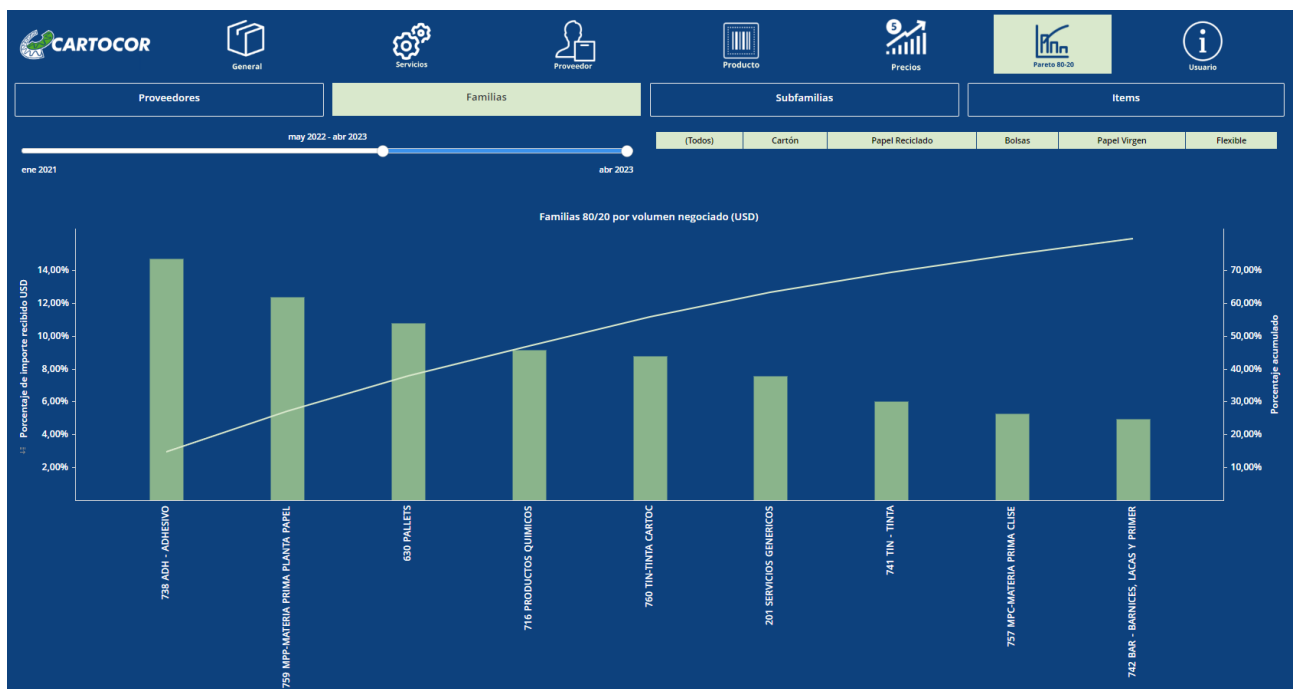 CARTOCOR
General
Servicios
Proveedor
Producto
5
Precios
Pareto 80-20
i
Usuario
Proveedores
Familias
Subfamilias
Items
may 2022 - abr 2023
ene 2021
abr 2023
(Todos)
Cartón
Papel Reciclado
Bolsas
Papel Virgen
Flexible
Familias 80/20 por volumen negociado (USD)
Porcentaje de importe recibido USD
14,00%
12,00%
10,00%
8,00%
6,00%
4,00%
2,00%
70,00%
60,00%
50,00%
40,00%
30,00%
20,00%
10,00%
Porcentaje acumulado
738 ADH - ADHESIVO
759 MPP-MATERIA PRIMA PLANTA PAPEL
630 PALLETS
716 PRODUCTOS QUIMICOS
760 TIN-TINTA CARTOC
201 SERVICIOS GENERICOS
741 TIN - TINTA
757 MPC-MATERIA PRIMA CLISE
742 BAR - BARNICES, LACAS Y PRIMER